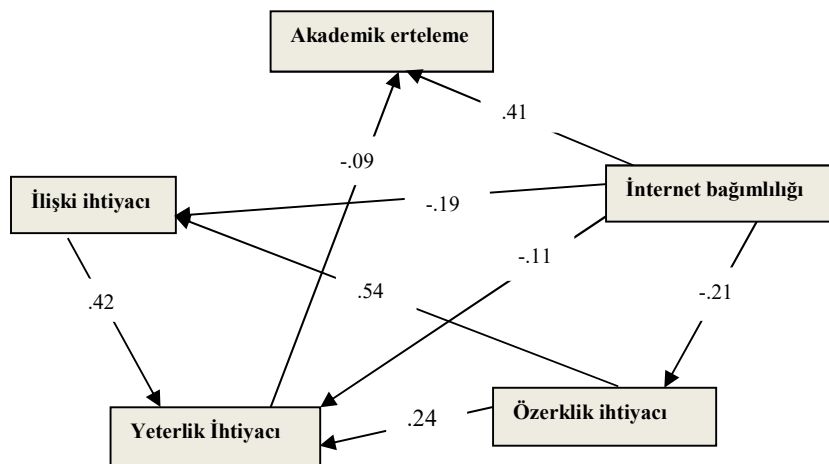 Akademik erteleme
.41
-.09
İlişki ihtiyacı
İnternet bağımlılığı
-.19
-.11
.42
.54
-.21
Yeterlik İhtiyacı
.24
Özerklik ihtiyacı